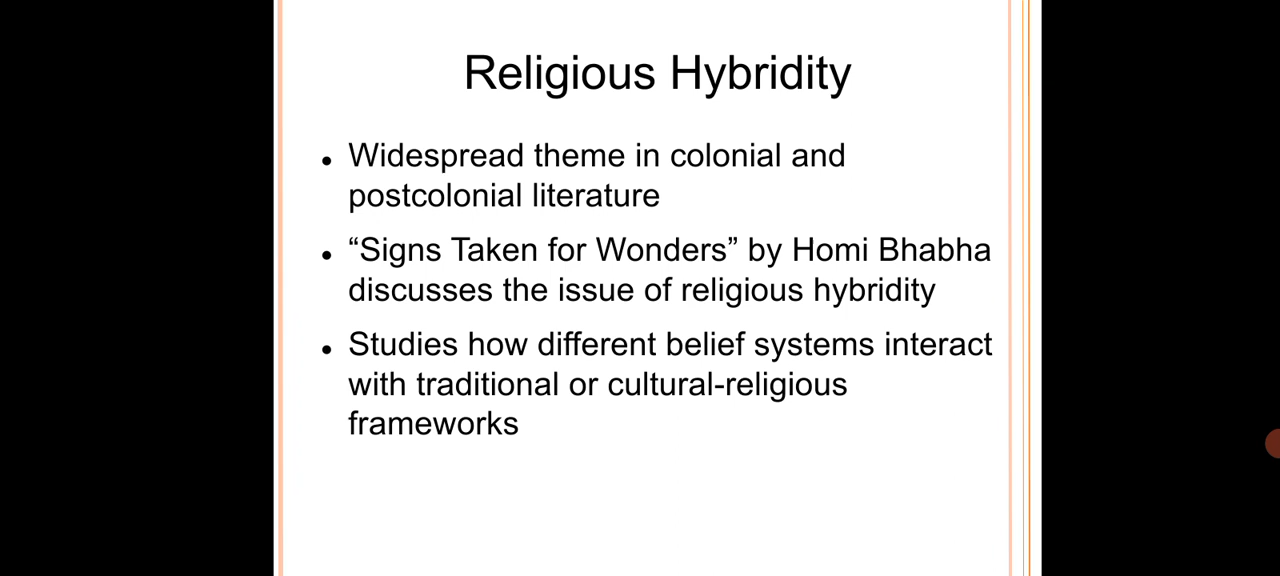 Religious Hybridity
• Widespread theme in colonial and
postcolonial literature
• “Signs Taken for Wonders” by Homi Bhabha
discusses the issue of religious hybridity
• Studies how different belief systems interact
with traditional or cultural-religious
frameworks